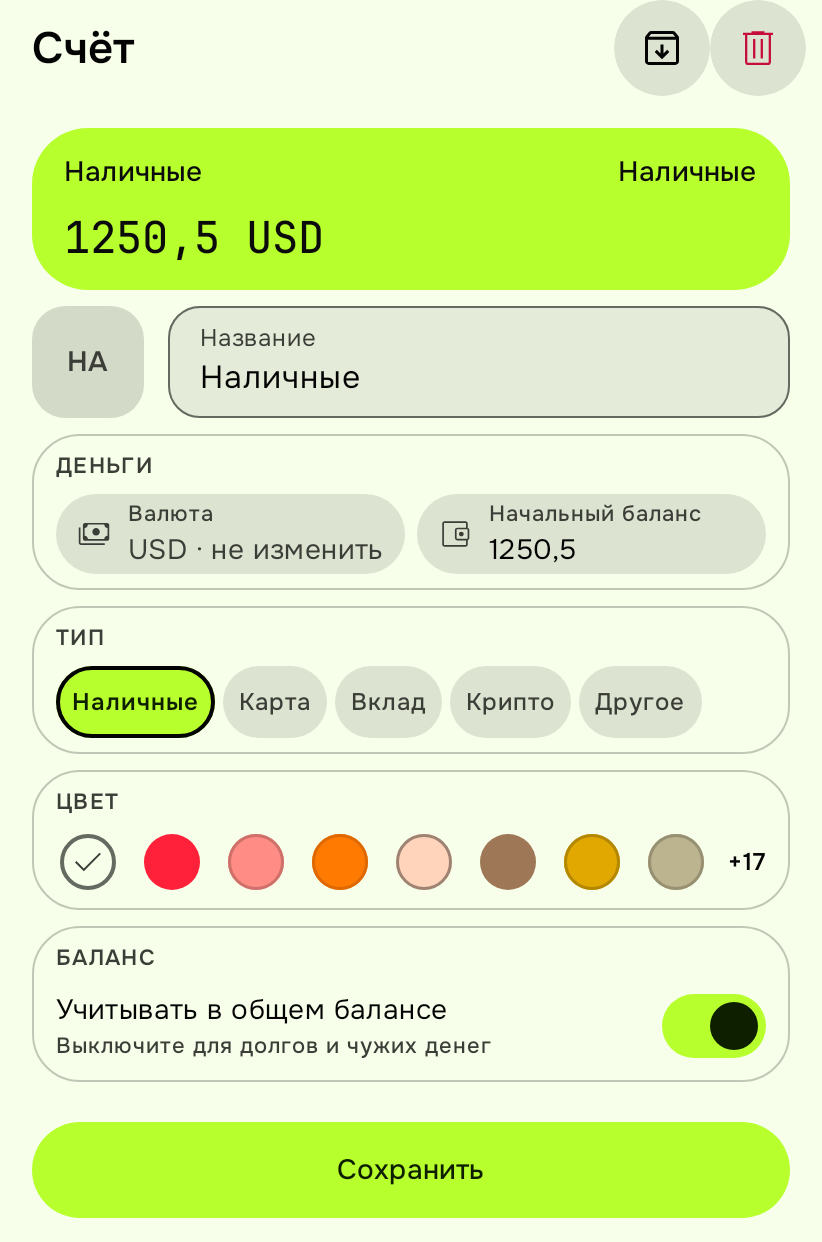 Счёт
Наличные Наличные
1250,5 USD
НА
Название
Наличные
ДЕНЬГИ
Валюта
USD · не изменить
Начальный баланс
1250,5
ТИП
Наличные Карта Вклад Крипто Другое
ЦВЕТ
+17
БАЛАНС
Учитывать в общем балансе
Выключите для долгов и чужих денег
Сохранить